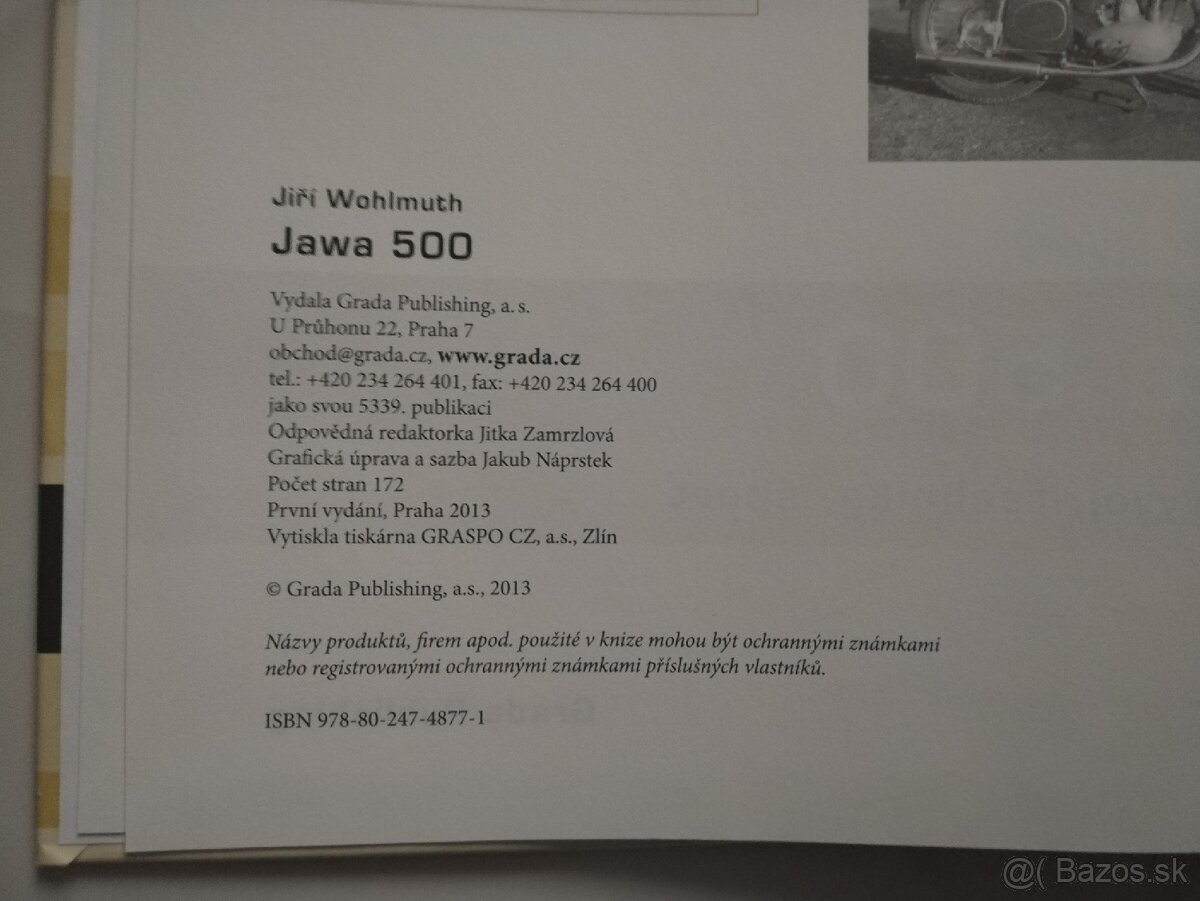 Jiří Wohlmuth
Jawa 500
Vydala Grada Publishing, a. s.
U Průhonu 22, Praha 7
obchod@grada.cz, www.grada.cz
tel.: +420 234 264 401, fax: +420 234 264 400
jako svou 5339. publikaci
Odpovědná redaktorka Jitka Zamrzlová
Grafická úprava a sazba Jakub Náprstek
Počet stran 172
První vydání, Praha 2013
Vytiskla tiskárna GRASPO CZ, a.s., Zlín
© Grada Publishing, a.s., 2013
Názvy produktů, firem apod. použité v knize mohou být ochrannými známkami
nebo registrovanými ochrannými známkami příslušných vlastníků.
ISBN 978-80-247-4877-1
@( Bazos.sk